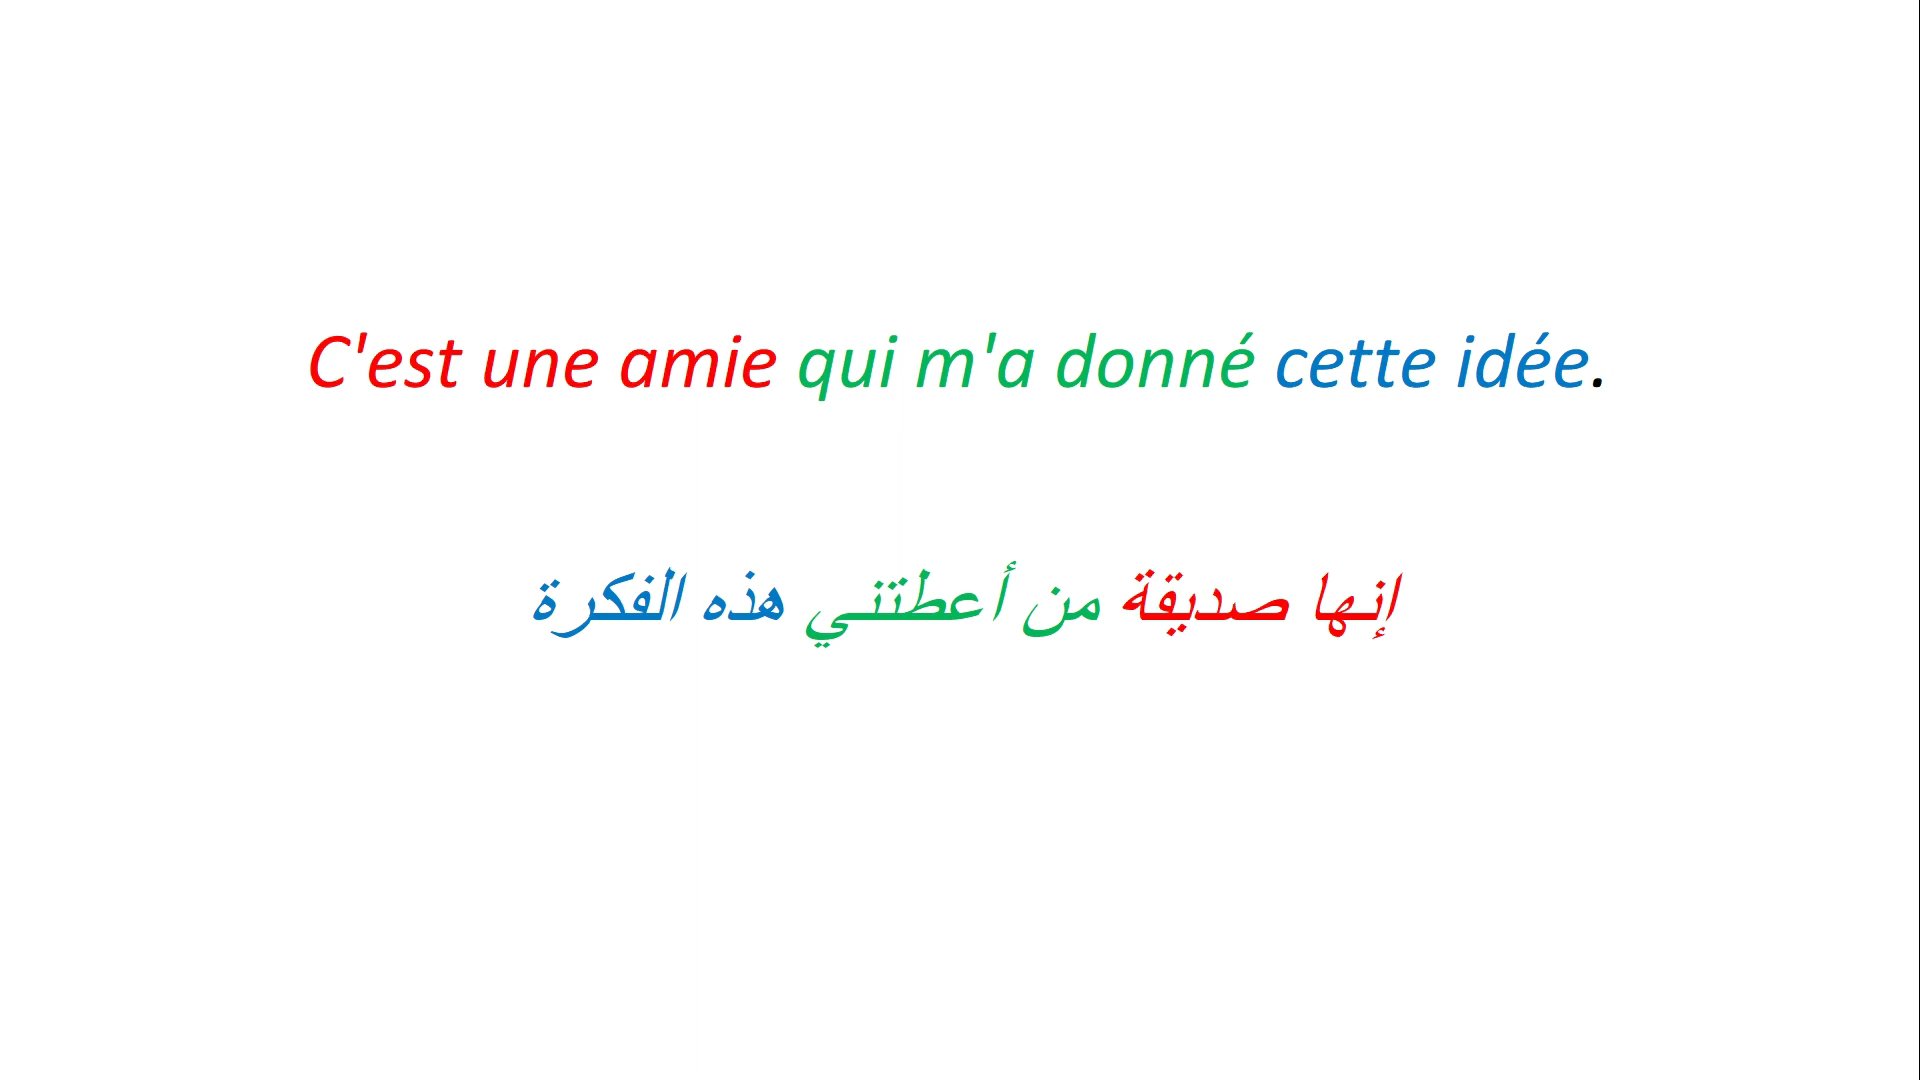 C'est une amie qui m'a donné cette idée.
إنها صديقة من أعطتني هذه الفكرة